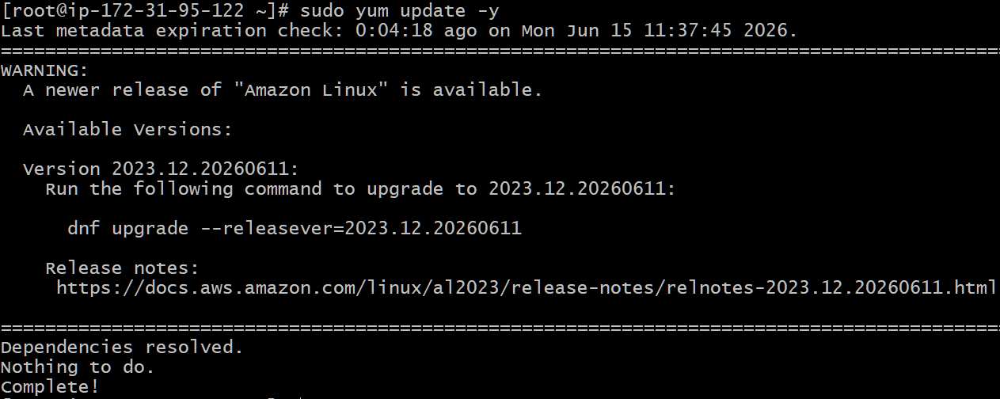 [root@ip-172-31-95-122 ~]# sudo yum update -y
Last metadata expiration check: 0:04:18 ago on Mon Jun 15 11:37:45 2026.
==========================================================================================
WARNING:
  A newer release of "Amazon Linux" is available.

  Available Versions:

  Version 2023.12.20260611:
    Run the following command to upgrade to 2023.12.20260611:

      dnf upgrade --releasever=2023.12.20260611

    Release notes:
     https://docs.aws.amazon.com/linux/al2023/release-notes/relnotes-2023.12.20260611.html

==========================================================================================
Dependencies resolved.
Nothing to do.
Complete!